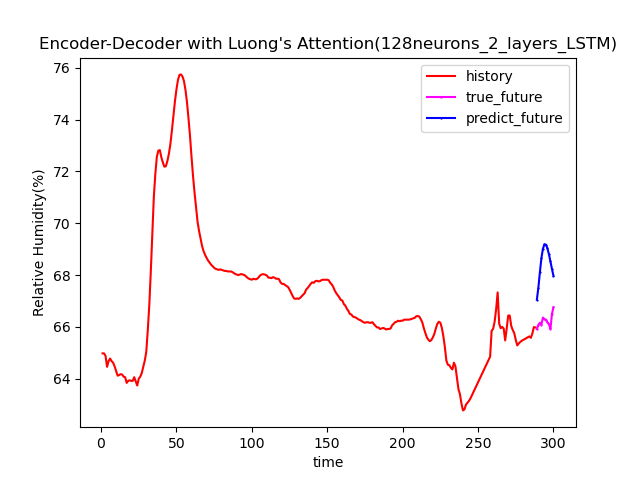 Encoder-Decoder with Luong's Attention(128neurons_2_layers_LSTM)
history
true_future
predict_future
Relative Humidity(%)
76
74
72
70
68
66
64
0 50 100 150 200 250 300
time